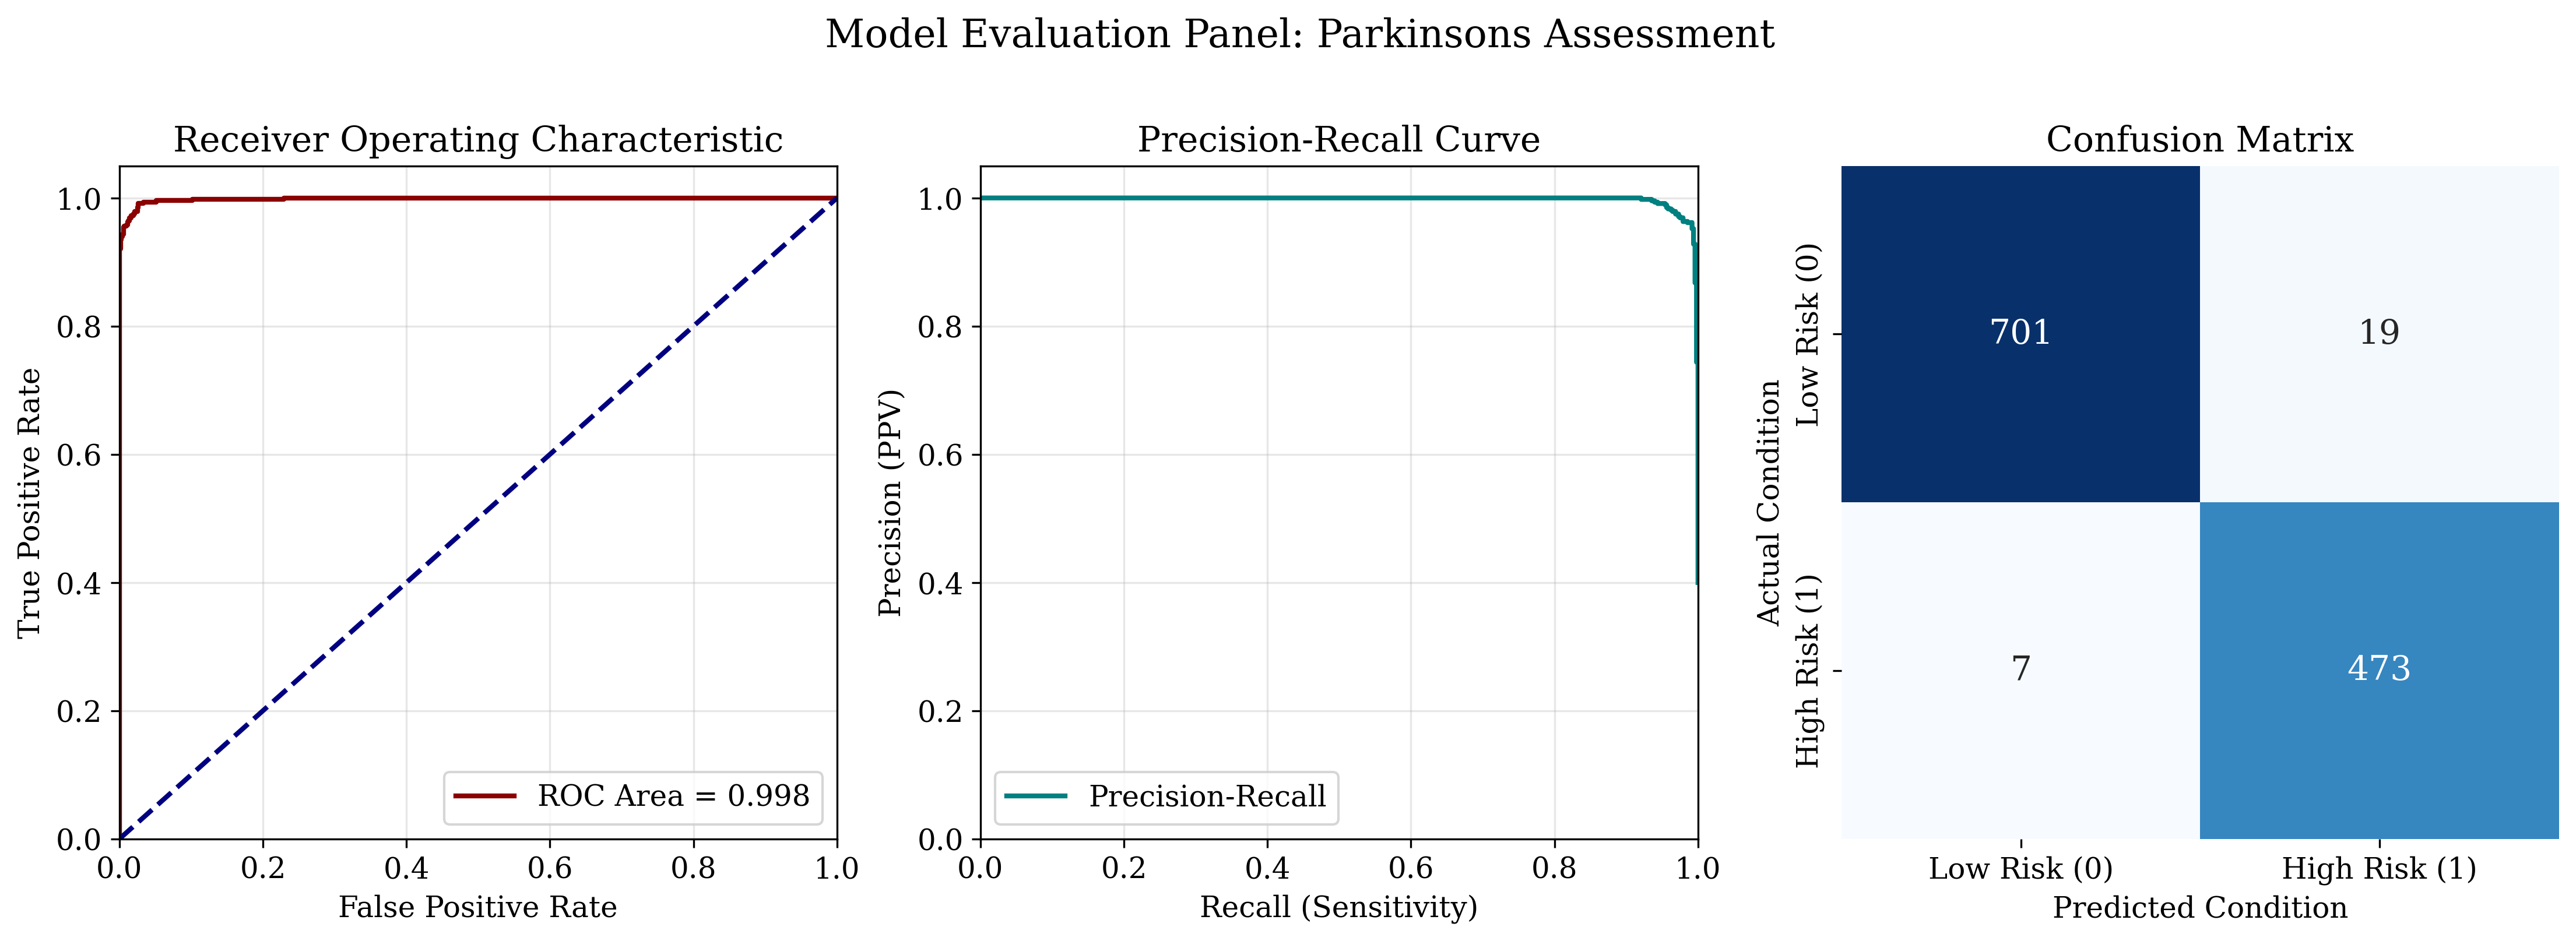 Model Evaluation Panel: Parkinsons Assessment
Receiver Operating Characteristic
True Positive Rate
1.0
0.8
0.6
0.4
0.2
0.0
ROC Area = 0.998
0.0 0.2 0.4 0.6 0.8 1.0
False Positive Rate
Precision-Recall Curve
Precision (PPV)
1.0
0.8
0.6
0.4
0.2
0.0
Precision-Recall
0.0 0.2 0.4 0.6 0.8 1.0
Recall (Sensitivity)
Confusion Matrix
Actual Condition
Low Risk (0)
701 19
High Risk (1)
7 473
Low Risk (0) High Risk (1)
Predicted Condition